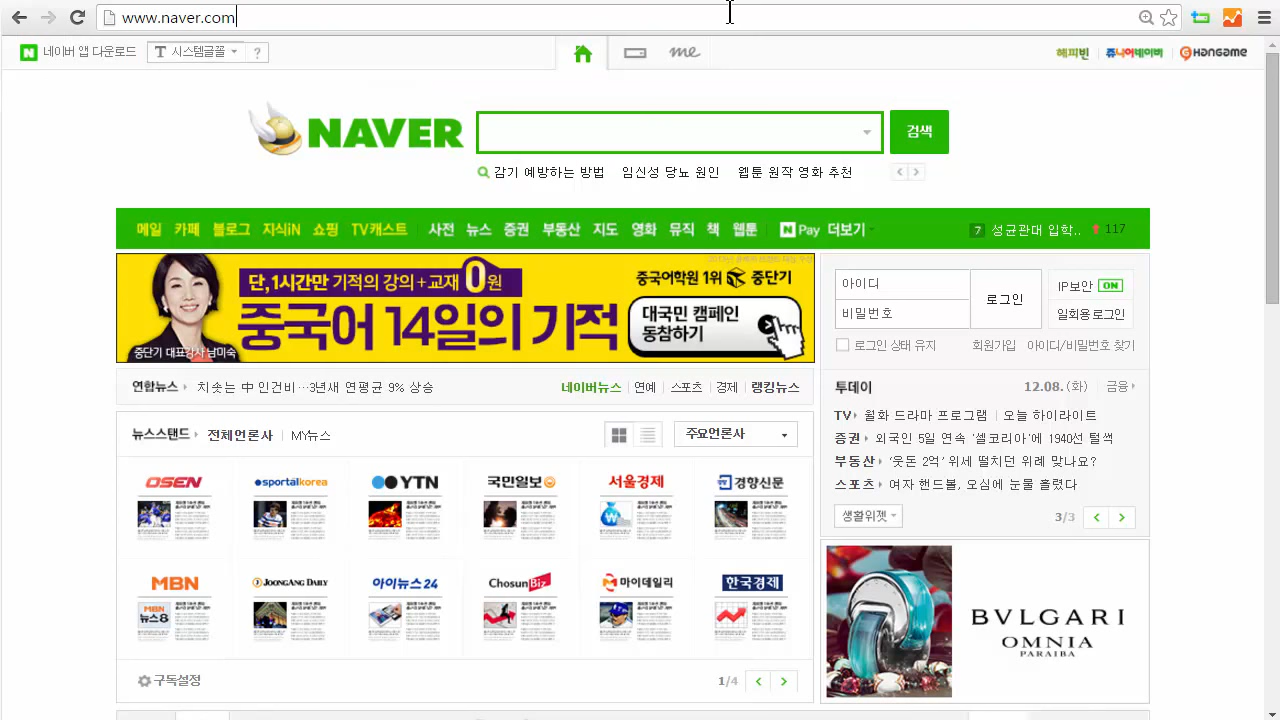 www.naver.com
네이버 앱 다운로드 T 시스템글꼴 ?
me
해피빈 쥬니어네이버 Hangame
NAVER
검색
감기 예방하는 방법 임신성 당뇨 원인 웹툰 원작 영화 추천
메일 카페 블로그 지식iN 쇼핑 TV캐스트 사전 뉴스 증권 부동산 지도 영화 뮤직 책 웹툰 N Pay 더보기
7 성균관대 입학.. 117
단, 1시간만 기적의 강의+교재 0원
중국어 14일의 기적
중단기 대표강사 남미숙
중국어학원 1위 중단기
대국민 캠페인
동참하기
아이디
비밀번호
로그인
IP보안 ON
일회용 로그인
로그인 상태 유지 회원가입 아이디/비밀번호 찾기
연합뉴스 치솟는 中 인건비…3년새 연평균 9% 상승
네이버뉴스 연예 스포츠 경제 랭킹뉴스
투데이 12.08.(화) 금융
TV 월화 드라마 프로그램 오늘 하이라이트
증권 외국인 5일 연속 '셀코리아'에 1940선 털썩
부동산 '웃돈 2억' 위세 떨치던 위례 맞나요?
스포츠 여자 핸드볼, 오심에 눈물 흘렸다
생활위젯 3/3
뉴스스탠드 전체언론사 MY뉴스
주요언론사
OSEN sportalkorea YTN 국민일보 서울경제 경향신문
MBN JOONGANG DAILY 아이뉴스24 ChosunBiz 마이데일리 한국경제
MBN
뉴스8
구독설정 1/4
BVLGARI
OMNIA
PARAIBA